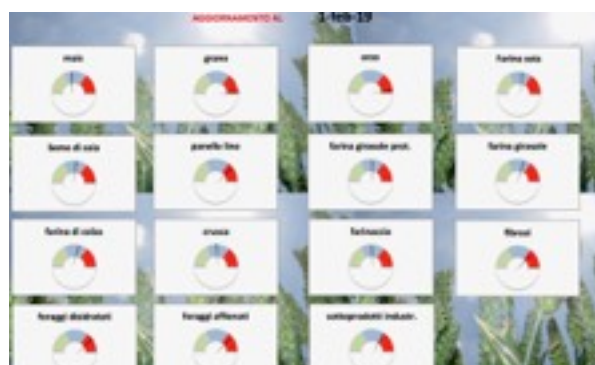 AGGIORNAMENTO AL 1-feb-19
mais grano orzo farina soia
seme di soia panello lino farina girasole prot. farina girasole
farina di colza crusca farinaccio fibrosi
foraggi disidratati foraggi affienati sottoprodotti industr.